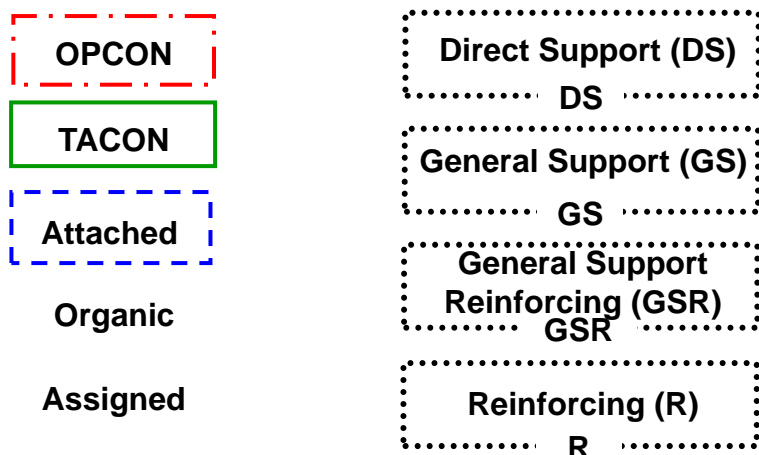 OPCON
TACON
Attached
Organic
Assigned
Direct Support (DS)
DS
General Support (GS)
GS
General Support
Reinforcing (GSR)
GSR
Reinforcing (R)
R